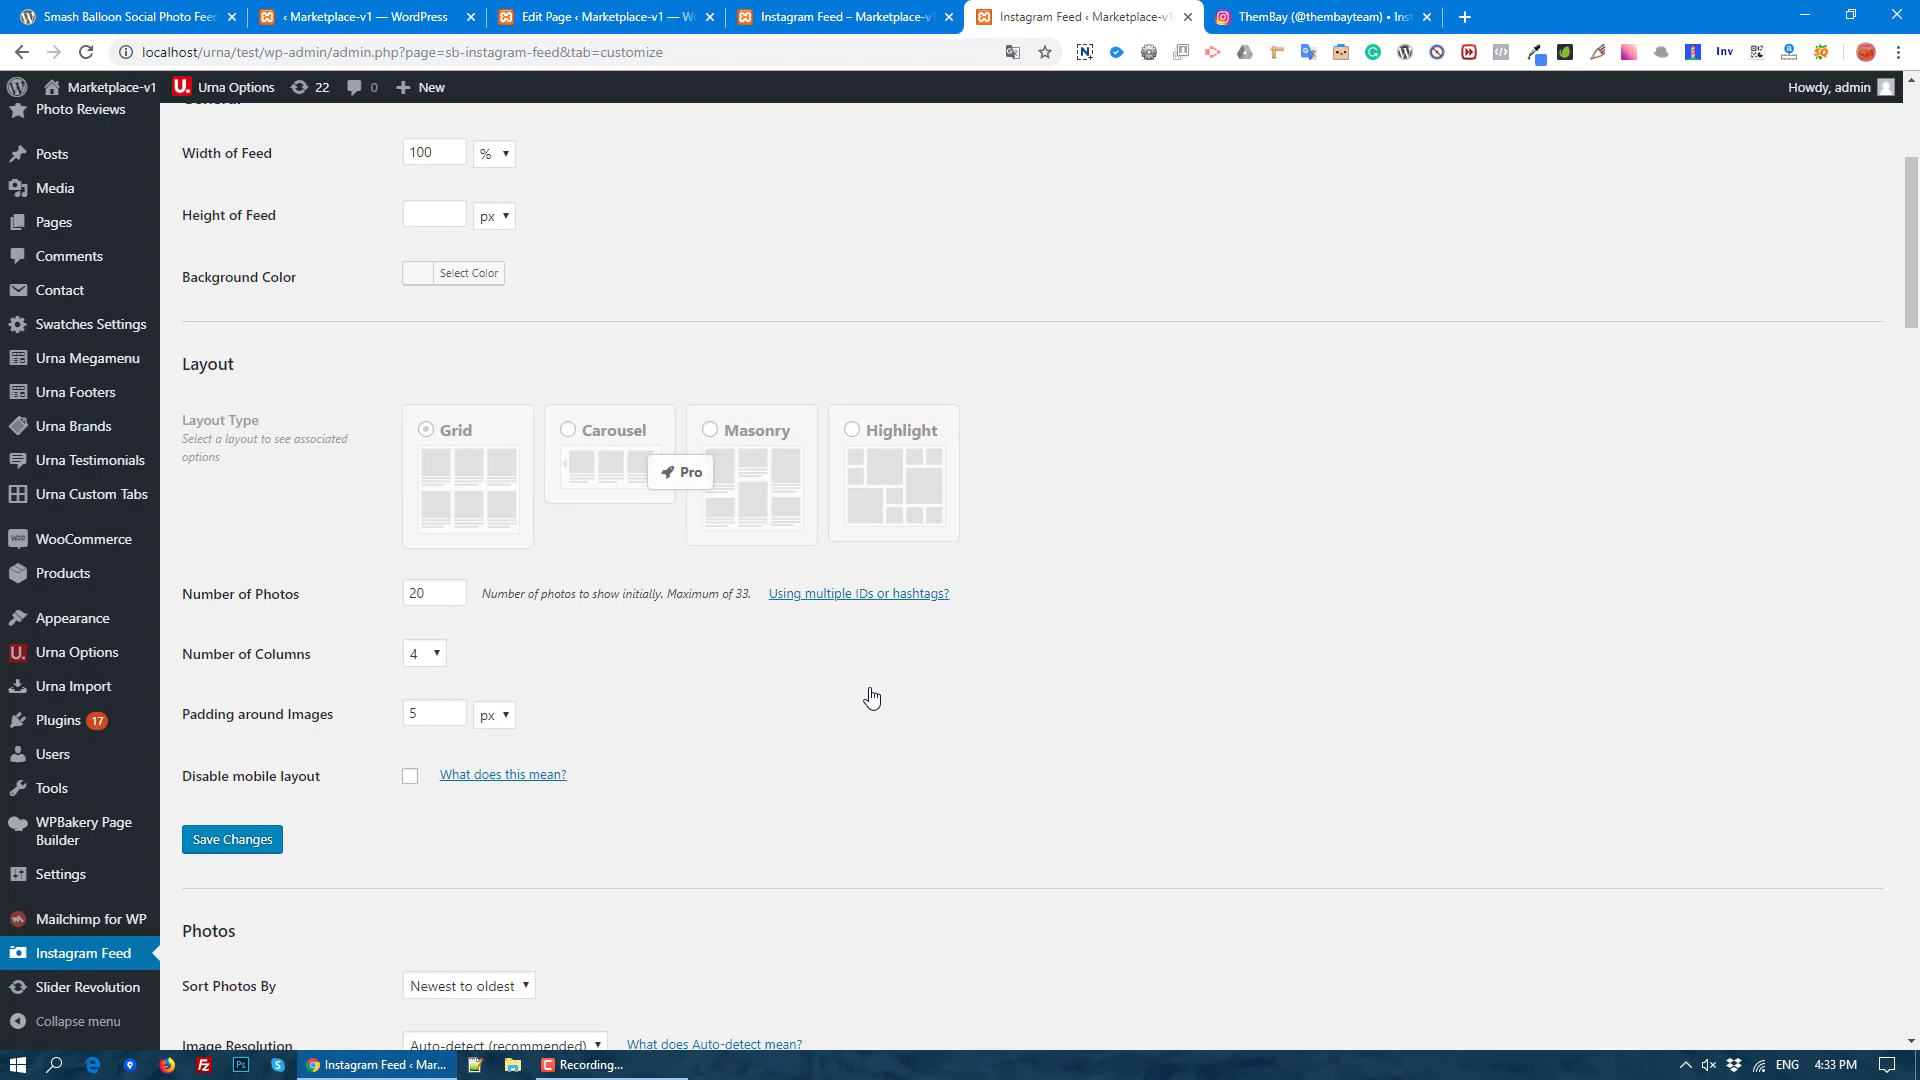 Smash Balloon Social Photo Feed
‹ Marketplace-v1 — WordPress
Edit Page ‹ Marketplace-v1 — W
Instagram Feed – Marketplace-v
Instagram Feed ‹ Marketplace-v1
ThemBay (@thembayteam) • Inst
localhost/urna/test/wp-admin/admin.php?page=sb-instagram-feed&tab=customize
Inv
Marketplace-v1
U.
Urna Options
22
0
New
Howdy, admin
Photo Reviews
Posts
Media
Pages
Comments
Contact
Swatches Settings
Urna Megamenu
Urna Footers
Urna Brands
Urna Testimonials
Urna Custom Tabs
WooCommerce
Products
Appearance
U. Urna Options
Urna Import
Plugins 17
Users
Tools
WPBakery Page
Builder
Settings
Mailchimp for WP
Instagram Feed
Slider Revolution
Collapse menu
General
Width of Feed
100
%
Height of Feed
px
Background Color
Select Color
Layout
Layout Type
Select a layout to see associated
options
Grid
Carousel
Masonry
Highlight
Pro
Number of Photos
20
Number of photos to show initially. Maximum of 33.
Using multiple IDs or hashtags?
Number of Columns
4
Padding around Images
5
px
Disable mobile layout
What does this mean?
Save Changes
Photos
Sort Photos By
Newest to oldest
Image Resolution
Auto-detect (recommended)
What does Auto-detect mean?
Ps
Instagram Feed ‹ Mar...
Recording...
ENG
4:33 PM